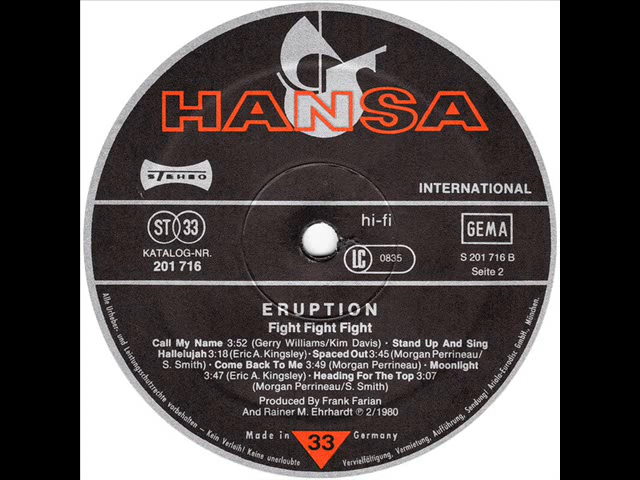 HANSA
STEREO
INTERNATIONAL
hi-fi
ST 33
GEMA
LC 0835
KATALOG-NR.
201 716
S 201 716 B
Seite 2
ERUPTION
Fight Fight Fight
Call My Name 3:52 (Gerry Williams/Kim Davis) · Stand Up And Sing
Hallelujah 3:18 (Eric A. Kingsley) · Spaced Out 3:45 (Morgan Perrineau/
S. Smith) · Come Back To Me 3:49 (Morgan Perrineau) · Moonlight
3:47 (Eric A. Kingsley) · Heading For The Top 3:07
(Morgan Perrineau/S. Smith)
Produced By Frank Farian
And Rainer M. Ehrhardt ℗ 2/1980
Made in Germany
33
Alle Urheber- und Leistungsschutzrechte vorbehalten – Kein Verleih! Keine unerlaubte Vervielfältigung, Vermietung, Aufführung, Sendung! Ariola-Eurodisc GmbH., München.